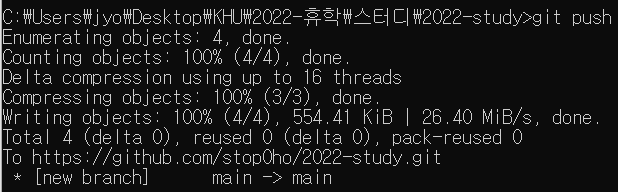 C:₩Users₩jyo₩Desktop₩KHU₩2022-휴학₩스터디₩2022-study>git push
Enumerating objects: 4, done.
Counting objects: 100% (4/4), done.
Delta compression using up to 16 threads
Compressing objects: 100% (3/3), done.
Writing objects: 100% (4/4), 554.41 KiB | 26.40 MiB/s, done.
Total 4 (delta 0), reused 0 (delta 0), pack-reused 0
To https://github.com/stop0ho/2022-study.git
 * [new branch]      main -> main